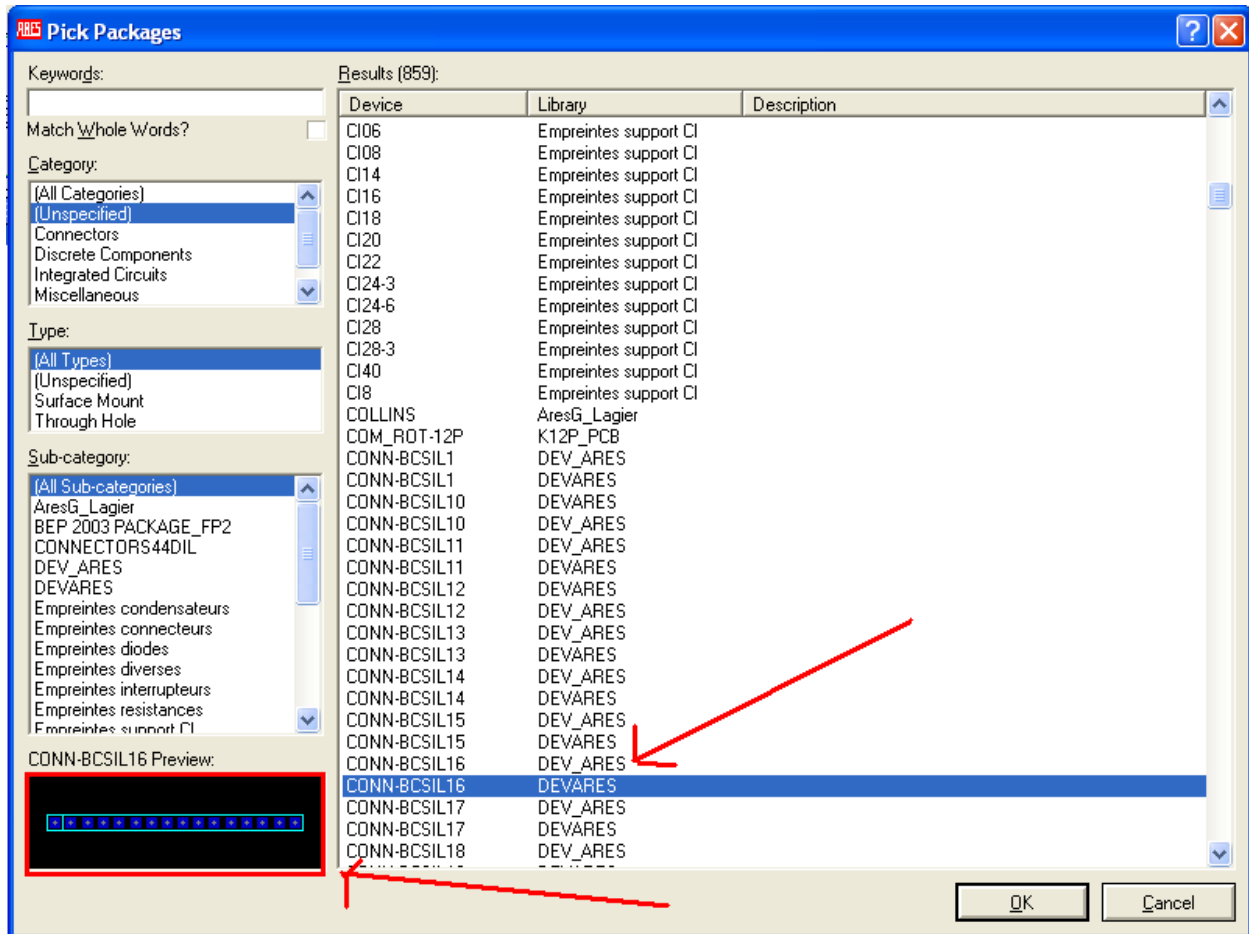 ARES Pick Packages
Keywords:
Match Whole Words?
Category:
(All Categories)
(Unspecified)
Connectors
Discrete Components
Integrated Circuits
Miscellaneous
Type:
(All Types)
(Unspecified)
Surface Mount
Through Hole
Sub-category:
(All Sub-categories)
AresG_Lagier
BEP 2003 PACKAGE_FP2
CONNECTORS44DIL
DEV_ARES
DEVARES
Empreintes condensateurs
Empreintes connecteurs
Empreintes diodes
Empreintes diverses
Empreintes interrupteurs
Empreintes resistances
Empreintes support CI
CONN-BCSIL16 Preview:
Results (859):
Device Library Description
CI06 Empreintes support CI
CI08 Empreintes support CI
CI14 Empreintes support CI
CI16 Empreintes support CI
CI18 Empreintes support CI
CI20 Empreintes support CI
CI22 Empreintes support CI
CI24-3 Empreintes support CI
CI24-6 Empreintes support CI
CI28 Empreintes support CI
CI28-3 Empreintes support CI
CI40 Empreintes support CI
CI8 Empreintes support CI
COLLINS AresG_Lagier
COM_ROT-12P K12P_PCB
CONN-BCSIL1 DEV_ARES
CONN-BCSIL1 DEVARES
CONN-BCSIL10 DEVARES
CONN-BCSIL10 DEV_ARES
CONN-BCSIL11 DEV_ARES
CONN-BCSIL11 DEVARES
CONN-BCSIL12 DEVARES
CONN-BCSIL12 DEV_ARES
CONN-BCSIL13 DEV_ARES
CONN-BCSIL13 DEVARES
CONN-BCSIL14 DEV_ARES
CONN-BCSIL14 DEVARES
CONN-BCSIL15 DEV_ARES
CONN-BCSIL15 DEVARES
CONN-BCSIL16 DEV_ARES
CONN-BCSIL16 DEVARES
CONN-BCSIL17 DEV_ARES
CONN-BCSIL17 DEVARES
CONN-BCSIL18 DEV_ARES
OK
Cancel